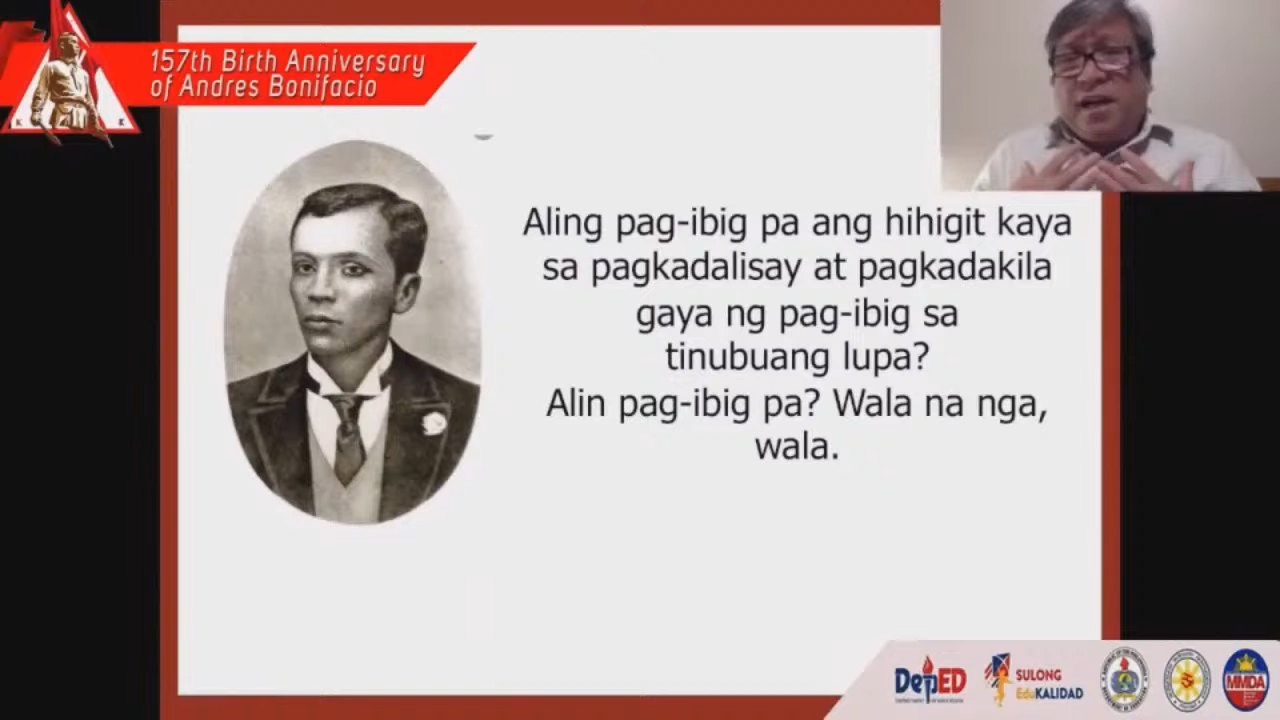 157th Birth Anniversary
of Andres Bonifacio
Aling pag-ibig pa ang hihigit kaya
sa pagkadalisay at pagkadakila
gaya ng pag-ibig sa
tinubuang lupa?
Alin pag-ibig pa? Wala na nga,
wala.
K K
DepED
SULONG
EduKALIDAD
MMDA